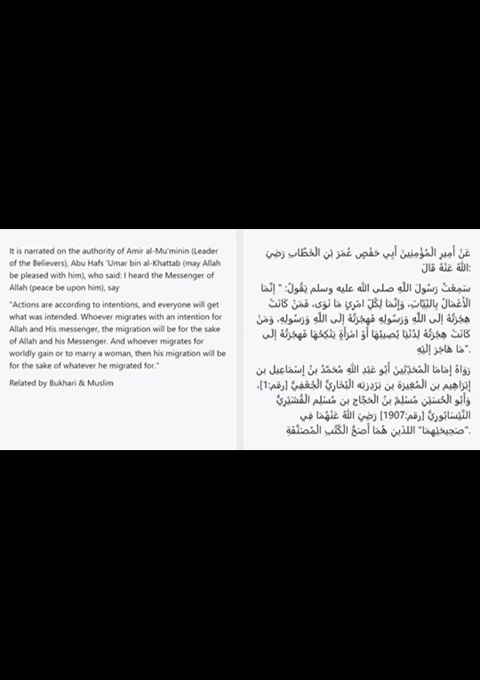 It is narrated on the authority of Amir al-Mu'minin (Leader
of the Believers), Abu Hafs 'Umar bin al-Khattab (may Allah
be pleased with him), who said: I heard the Messenger of
Allah (peace be upon him), say
"Actions are according to intentions, and everyone will get
what was intended. Whoever migrates with an intention for
Allah and His messenger, the migration will be for the sake
of Allah and his Messenger. And whoever migrates for
worldly gain or to marry a woman, then his migration will be
for the sake of whatever he migrated for."
Related by Bukhari & Muslim
عَنْ أَمِيرِ الْمُؤْمِنِينَ أَبِي حَفْصٍ عُمَرَ بْنِ الْخَطَّابِ رَضِيَ
اللهُ عَنْهُ قَالَ:
سَمِعْتُ رَسُولَ اللَّهِ صلى الله عليه وسلم يَقُولُ: " إنَّمَا
الْأَعْمَالُ بِالنِّيَّاتِ، وَإِنَّمَا لِكُلِّ امْرِئٍ مَا نَوَى، فَمَنْ كَانَتْ
هِجْرَتُهُ إلَى اللَّهِ وَرَسُولِهِ فَهِجْرَتُهُ إلَى اللَّهِ وَرَسُولِهِ، وَمَنْ
كَانَتْ هِجْرَتُهُ لِدُنْيَا يُصِيبُهَا أَوْ امْرَأَةٍ يَنْكِحُهَا فَهِجْرَتُهُ إلَى
مَا هَاجَرَ إلَيْهِ".
رَوَاهُ إِمَامَا الْمُحَدِّثِينَ أَبُو عَبْدِ اللهِ مُحَمَّدُ بنُ إِسْمَاعِيل بن
إِبْرَاهِيم بن الْمُغِيرَة بن بَرْدِزبَه الْبُخَارِيُّ الْجُعْفِيُّ [رقم:1]،
وَأَبُو الْحُسَيْنِ مُسْلِمُ بنُ الْحَجَّاج بن مُسْلِم الْقُشَيْرِيُّ
النَّيْسَابُورِيُّ [رقم:1907] رَضِيَ اللهُ عَنْهُمَا فِي
"صَحِيحَيْهِمَا" اللذَينِ هُمَا أَصَحُّ الْكُتُبِ الْمُصَنَّفَةِ.